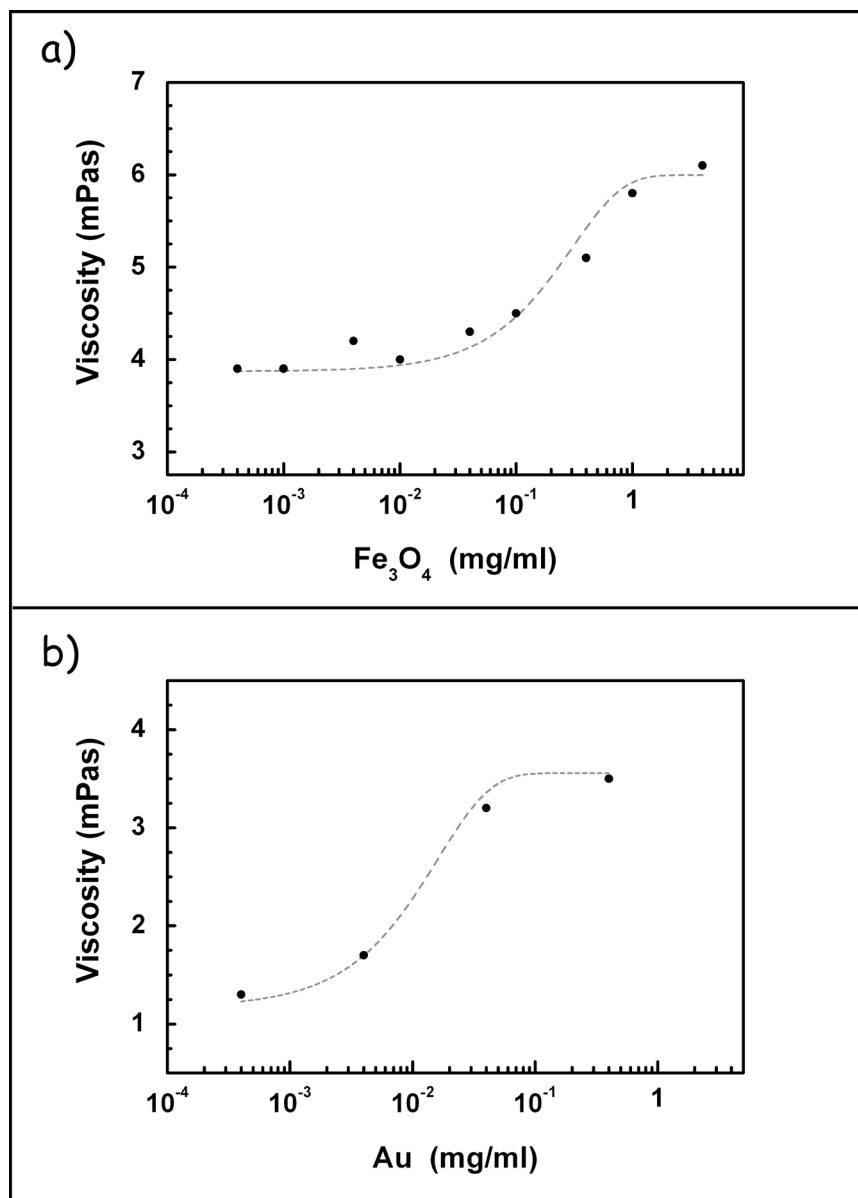 a)
7
6
5
4
3
Viscosity (mPas)
10⁻⁴ 10⁻³ 10⁻² 10⁻¹ 1
Fe₃O₄ (mg/ml)
b)
4
3
2
1
Viscosity (mPas)
10⁻⁴ 10⁻³ 10⁻² 10⁻¹ 1
Au (mg/ml)